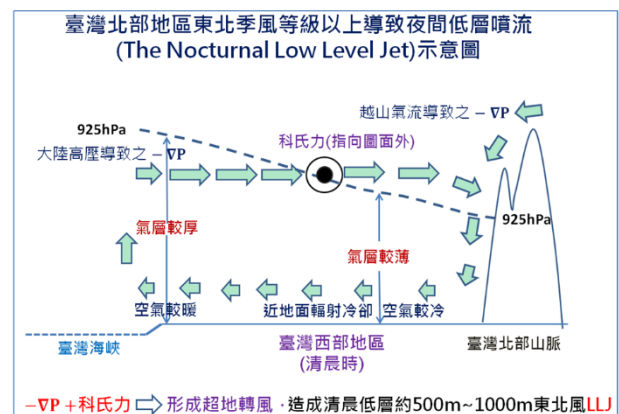 臺灣北部地區東北季風等級以上導致夜間低層噴流
(The Nocturnal Low Level Jet)示意圖
越山氣流導致之 − ∇P
925hPa
科氏力(指向圖面外)
大陸高壓導致之 − ∇P
925hPa
氣層較厚
氣層較薄
空氣較暖
近地面輻射冷卻
空氣較冷
臺灣海峽
臺灣西部地區
(清晨時)
臺灣北部山脈
−∇P +科氏力 形成超地轉風,造成清晨低層約500m~1000m東北風LLJ